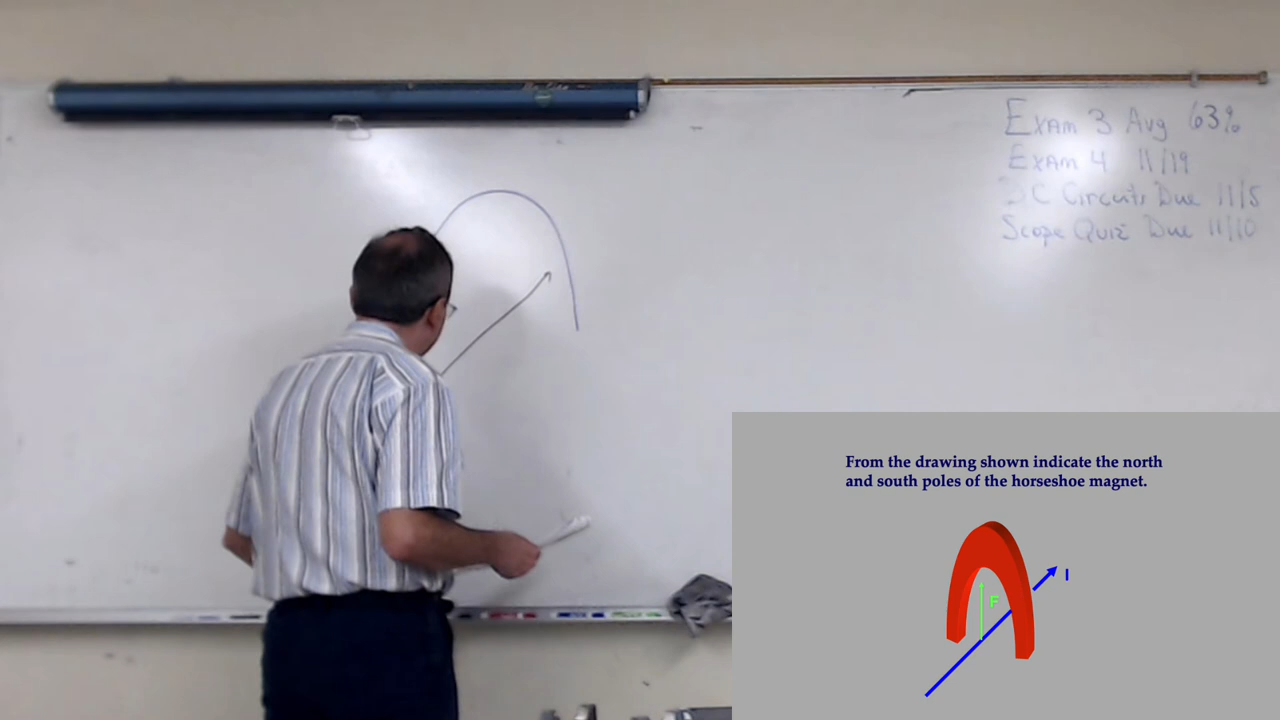 Exam 3 Avg 63%
Exam 4 11/19
DC Circuits Due 11/5
Scope Quiz Due 11/10
From the drawing shown indicate the north
and south poles of the horseshoe magnet.
I
F